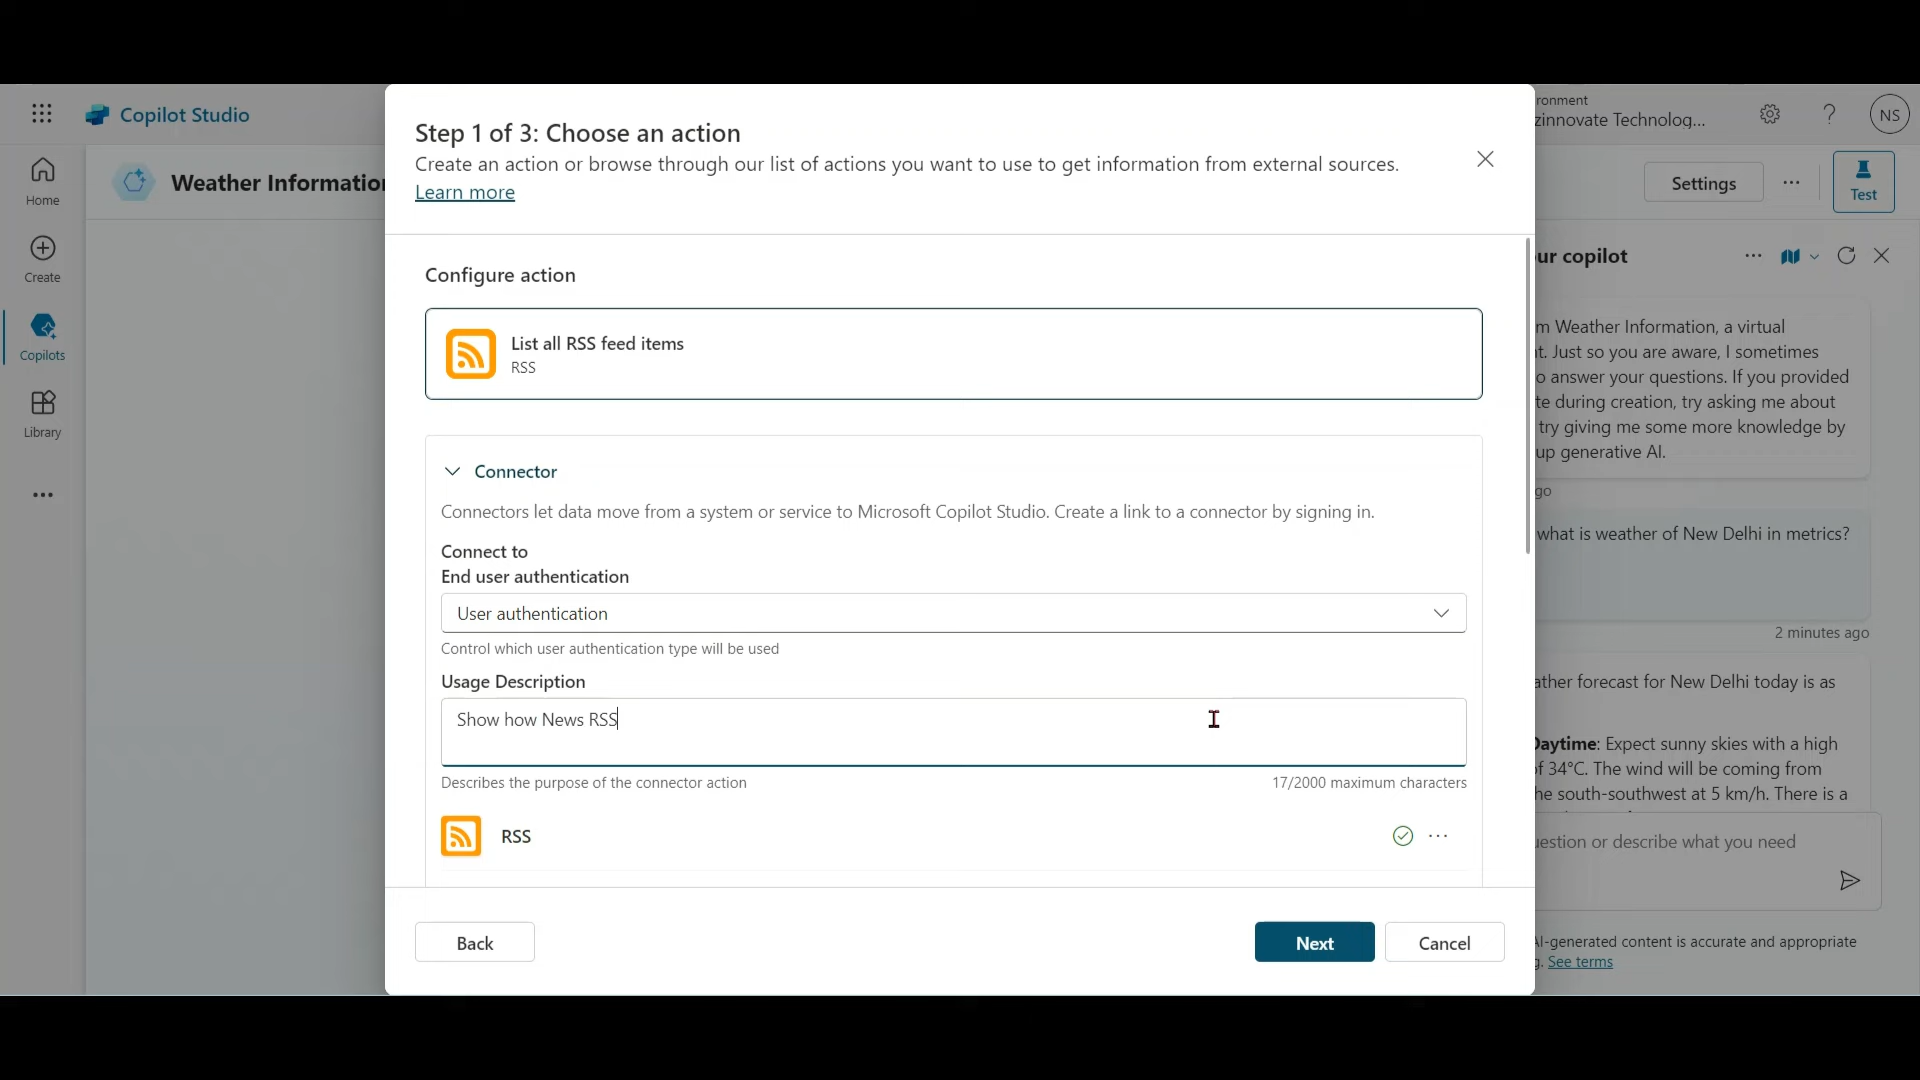 Copilot Studio
Home
Create
Copilots
Library
Weather Information
Step 1 of 3: Choose an action
Create an action or browse through our list of actions you want to use to get information from external sources.
Learn more
Configure action
List all RSS feed items
RSS
Connector
Connectors let data move from a system or service to Microsoft Copilot Studio. Create a link to a connector by signing in.
Connect to
End user authentication
User authentication
Control which user authentication type will be used
Usage Description
Show how News RSS
Describes the purpose of the connector action
17/2000 maximum characters
RSS
Back
Next
Cancel
ronment
zinnovate Technolog...
NS
Settings
Test
ur copilot
m Weather Information, a virtual
t. Just so you are aware, I sometimes
o answer your questions. If you provided
te during creation, try asking me about
try giving me some more knowledge by
up generative AI.
go
what is weather of New Delhi in metrics?
2 minutes ago
ather forecast for New Delhi today is as
Daytime: Expect sunny skies with a high
of 34°C. The wind will be coming from
he south-southwest at 5 km/h. There is a
uestion or describe what you need
AI-generated content is accurate and appropriate
g. See terms